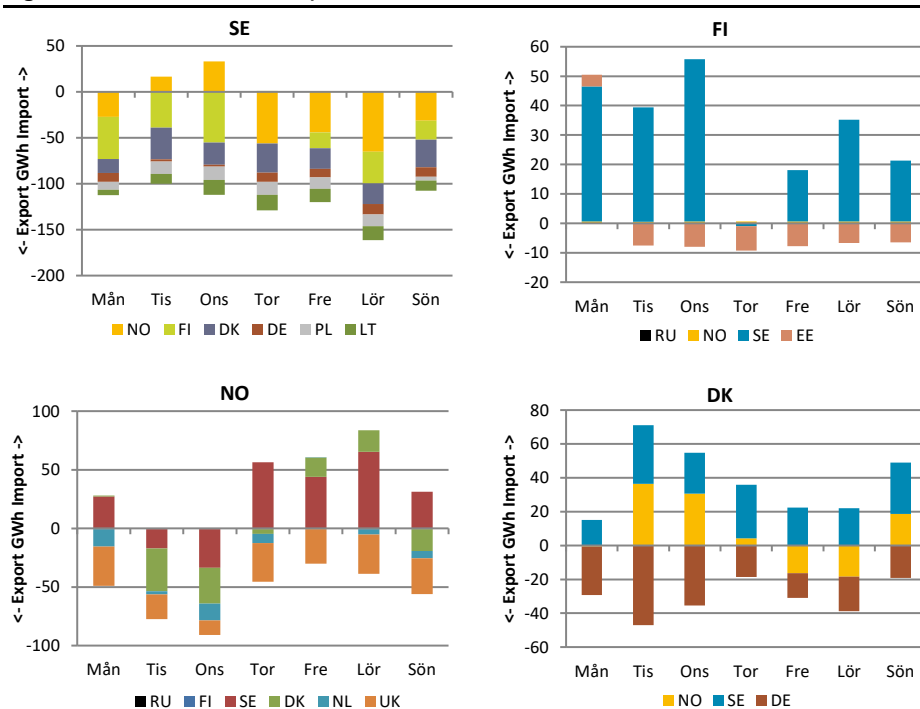 SE
<- Export GWh Import ->
50
0
-50
-100
-150
-200
Mån Tis Ons Tor Fre Lör Sön
NO FI DK DE PL LT
FI
<- Export GWh Import ->
60
50
40
30
20
10
0
-10
-20
Mån Tis Ons Tor Fre Lör Sön
RU NO SE EE
NO
<- Export GWh Import ->
100
50
0
-50
-100
Mån Tis Ons Tor Fre Lör Sön
RU FI SE DK NL UK
DK
<- Export GWh Import ->
80
60
40
20
0
-20
-40
-60
Mån Tis Ons Tor Fre Lör Sön
NO SE DE